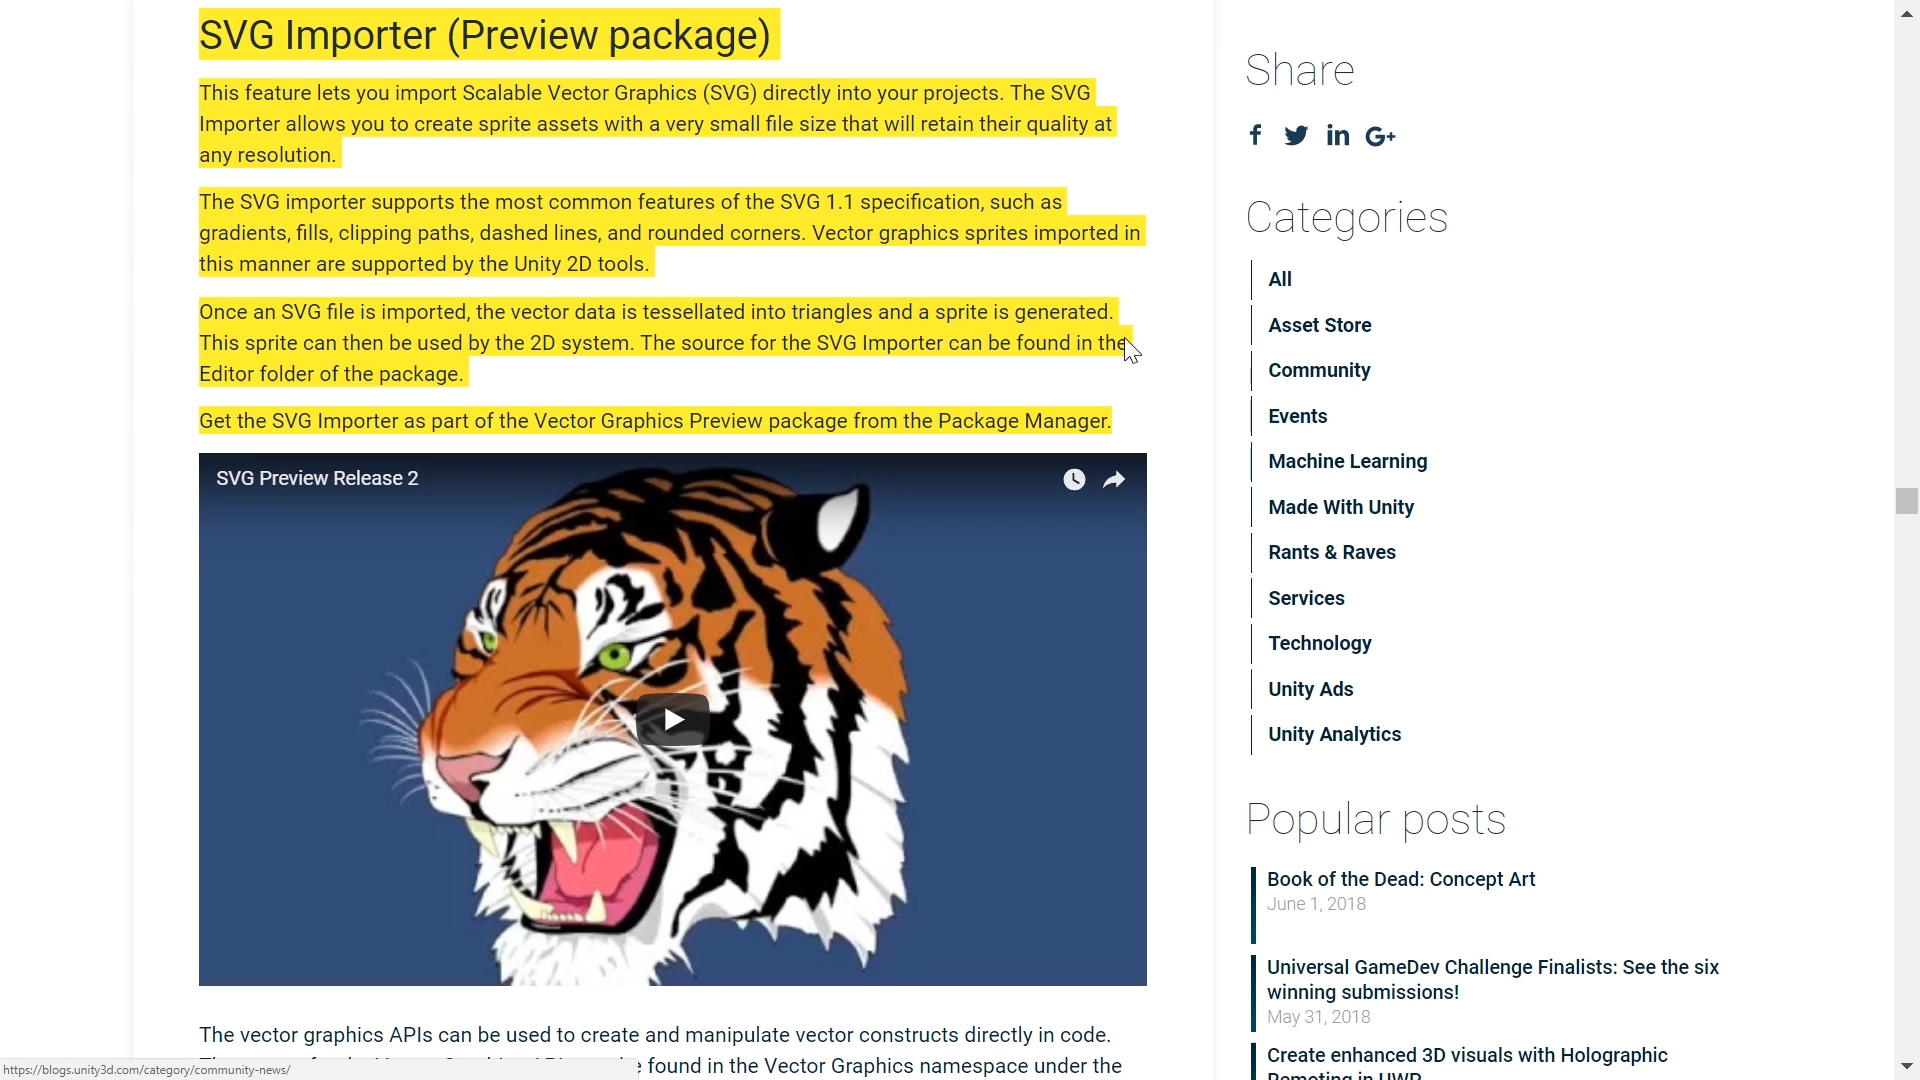 SVG Importer (Preview package)
This feature lets you import Scalable Vector Graphics (SVG) directly into your projects. The SVG
Importer allows you to create sprite assets with a very small file size that will retain their quality at
any resolution.
The SVG importer supports the most common features of the SVG 1.1 specification, such as
gradients, fills, clipping paths, dashed lines, and rounded corners. Vector graphics sprites imported in
this manner are supported by the Unity 2D tools.
Once an SVG file is imported, the vector data is tessellated into triangles and a sprite is generated.
This sprite can then be used by the 2D system. The source for the SVG Importer can be found in the
Editor folder of the package.
Get the SVG Importer as part of the Vector Graphics Preview package from the Package Manager.
SVG Preview Release 2
The vector graphics APIs can be used to create and manipulate vector constructs directly in code.
found in the Vector Graphics namespace under the
https://blogs.unity3d.com/category/community-news/
Share
f in G+
Categories
All
Asset Store
Community
Events
Machine Learning
Made With Unity
Rants & Raves
Services
Technology
Unity Ads
Unity Analytics
Popular posts
Book of the Dead: Concept Art
June 1, 2018
Universal GameDev Challenge Finalists: See the six
winning submissions!
May 31, 2018
Create enhanced 3D visuals with Holographic
Remoting in UWP